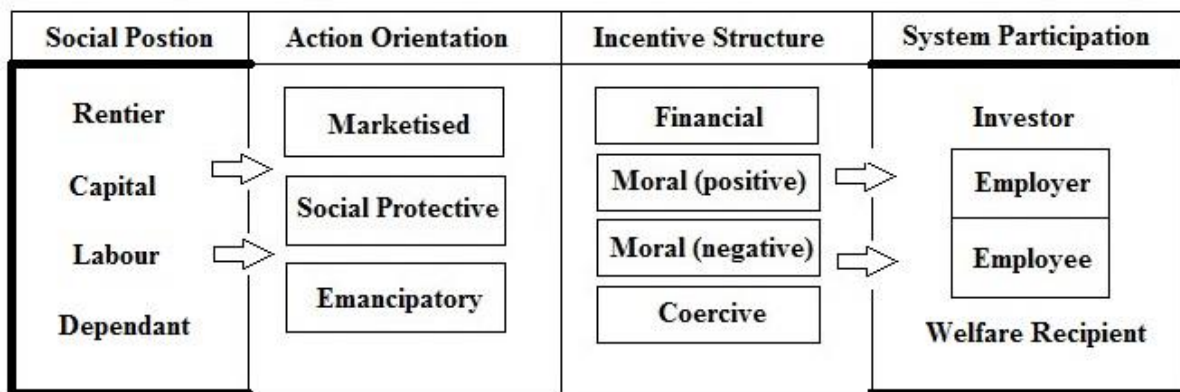 Social Postion
Action Orientation
Incentive Structure
System Participation
Rentier
Capital
Labour
Dependant
Marketised
Social Protective
Emancipatory
Financial
Moral (positive)
Moral (negative)
Coercive
Investor
Employer
Employee
Welfare Recipient